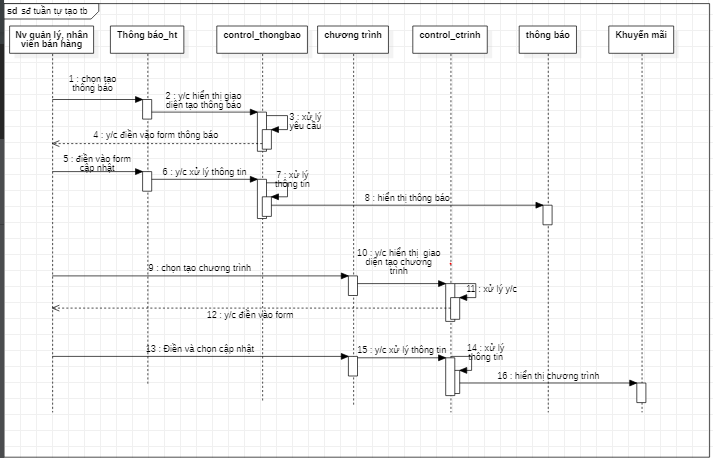 sd sđ tuần tự tạo tb
Nv quản lý, nhân
viên bán hàng
Thông báo_ht
control_thongbao
chương trình
control_ctrinh
thông báo
Khuyến mãi
1 : chọn tạo
thông báo
2 : y/c hiển thị giao
diện tạo thông báo
3 : xử lý
yêu cầu
4 : y/c điền vào form thông báo
5 : điền vào form
cập nhật
6 : y/c xử lý thông tin
7 : xử lý
thông tin
8 : hiển thị thông báo
9 : chọn tạo chương trình
10 : y/c hiển thị giao
diện tạo chương
trình
11 : xử lý y/c
12 : y/c điền vào form
13 : Điền và chọn cập nhật
15 : y/c xử lý thông tin
14 : xử lý
thông tin
16 : hiển thị chương trình